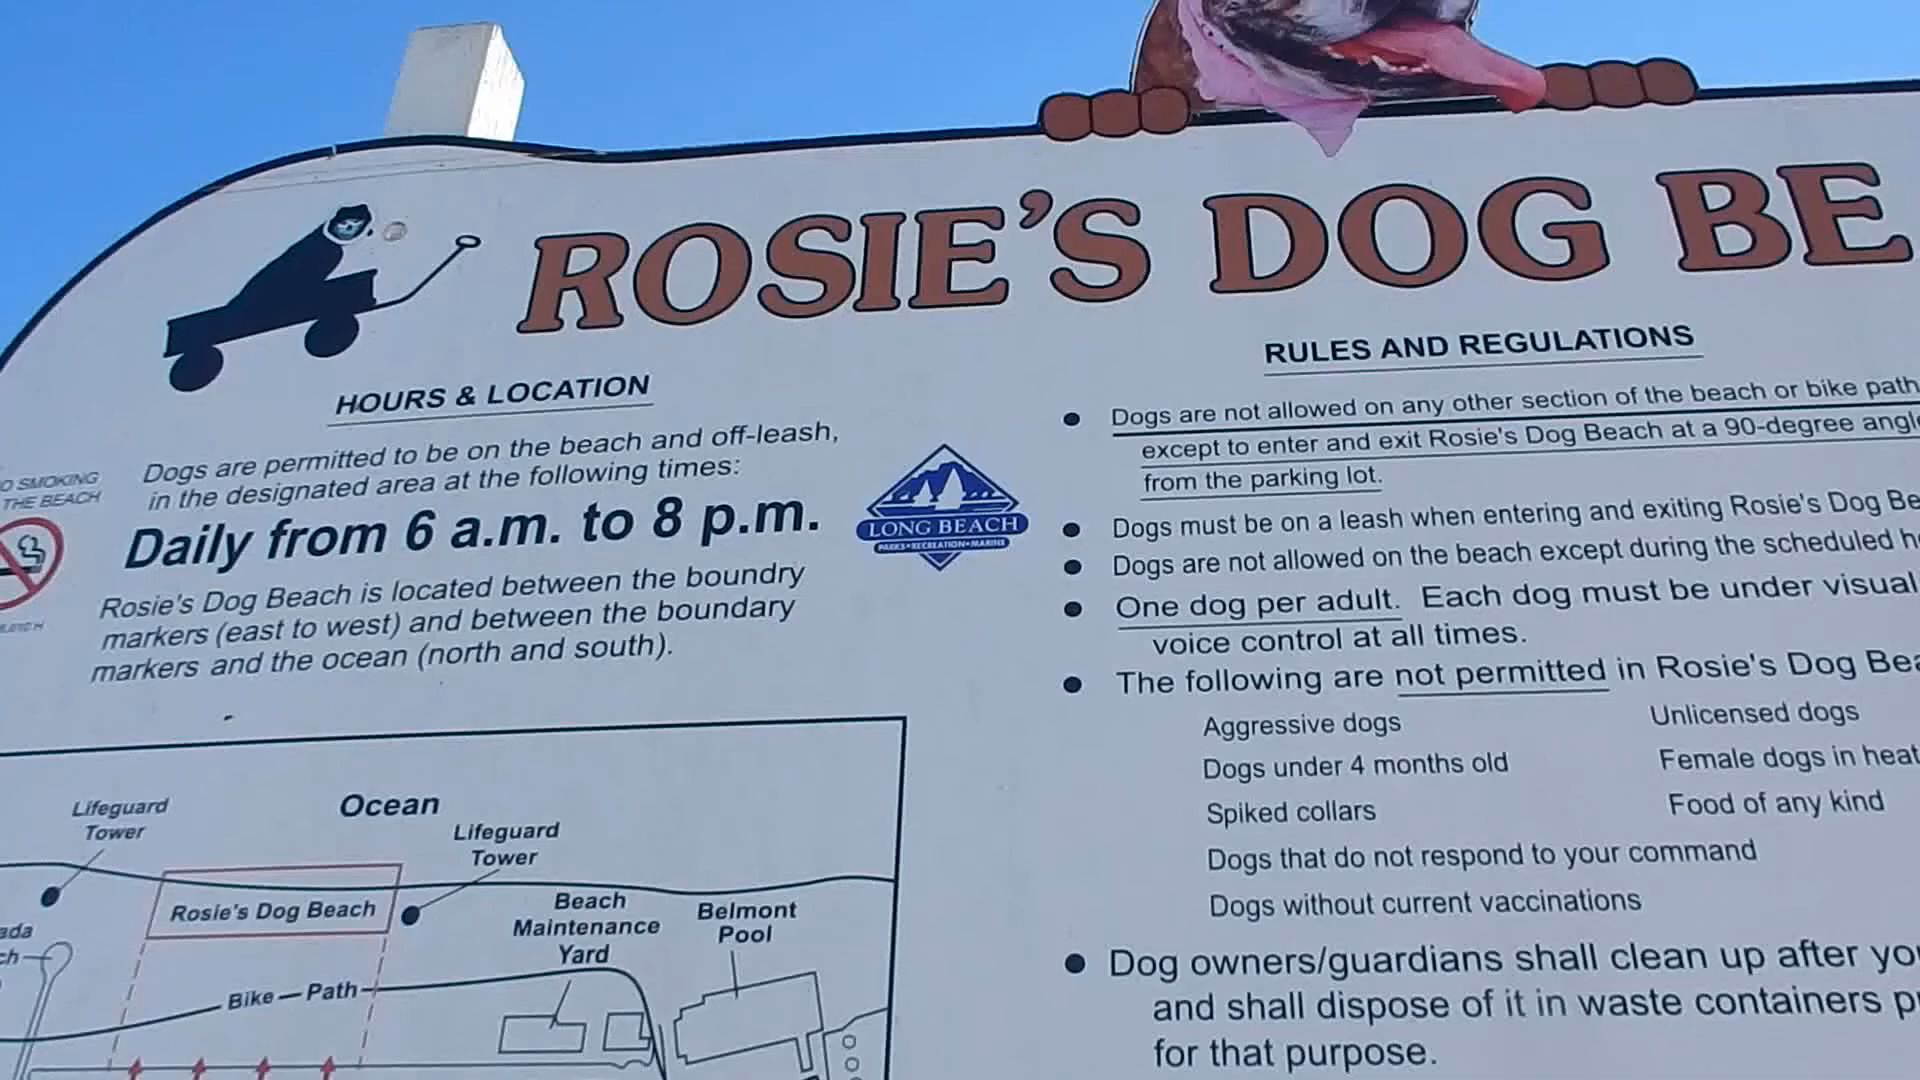 ROSIE'S DOG BE
HOURS & LOCATION
Dogs are permitted to be on the beach and off-leash,
in the designated area at the following times:
Daily from 6 a.m. to 8 p.m.
Rosie's Dog Beach is located between the boundry
markers (east to west) and between the boundary
markers and the ocean (north and south).
SMOKING
THE BEACH
LONG BEACH
PARKS•RECREATION•MARINE
RULES AND REGULATIONS
● Dogs are not allowed on any other section of the beach or bike path
except to enter and exit Rosie's Dog Beach at a 90-degree angle
from the parking lot.
● Dogs must be on a leash when entering and exiting Rosie's Dog Be
● Dogs are not allowed on the beach except during the scheduled h
● One dog per adult. Each dog must be under visual
voice control at all times.
● The following are not permitted in Rosie's Dog Bea
Aggressive dogs Unlicensed dogs
Dogs under 4 months old Female dogs in heat
Spiked collars Food of any kind
Dogs that do not respond to your command
Dogs without current vaccinations
● Dog owners/guardians shall clean up after yo
and shall dispose of it in waste containers p
for that purpose.
Ocean
Lifeguard
Tower
Lifeguard
Tower
Rosie's Dog Beach
Beach
Maintenance
Yard
Belmont
Pool
Bike Path